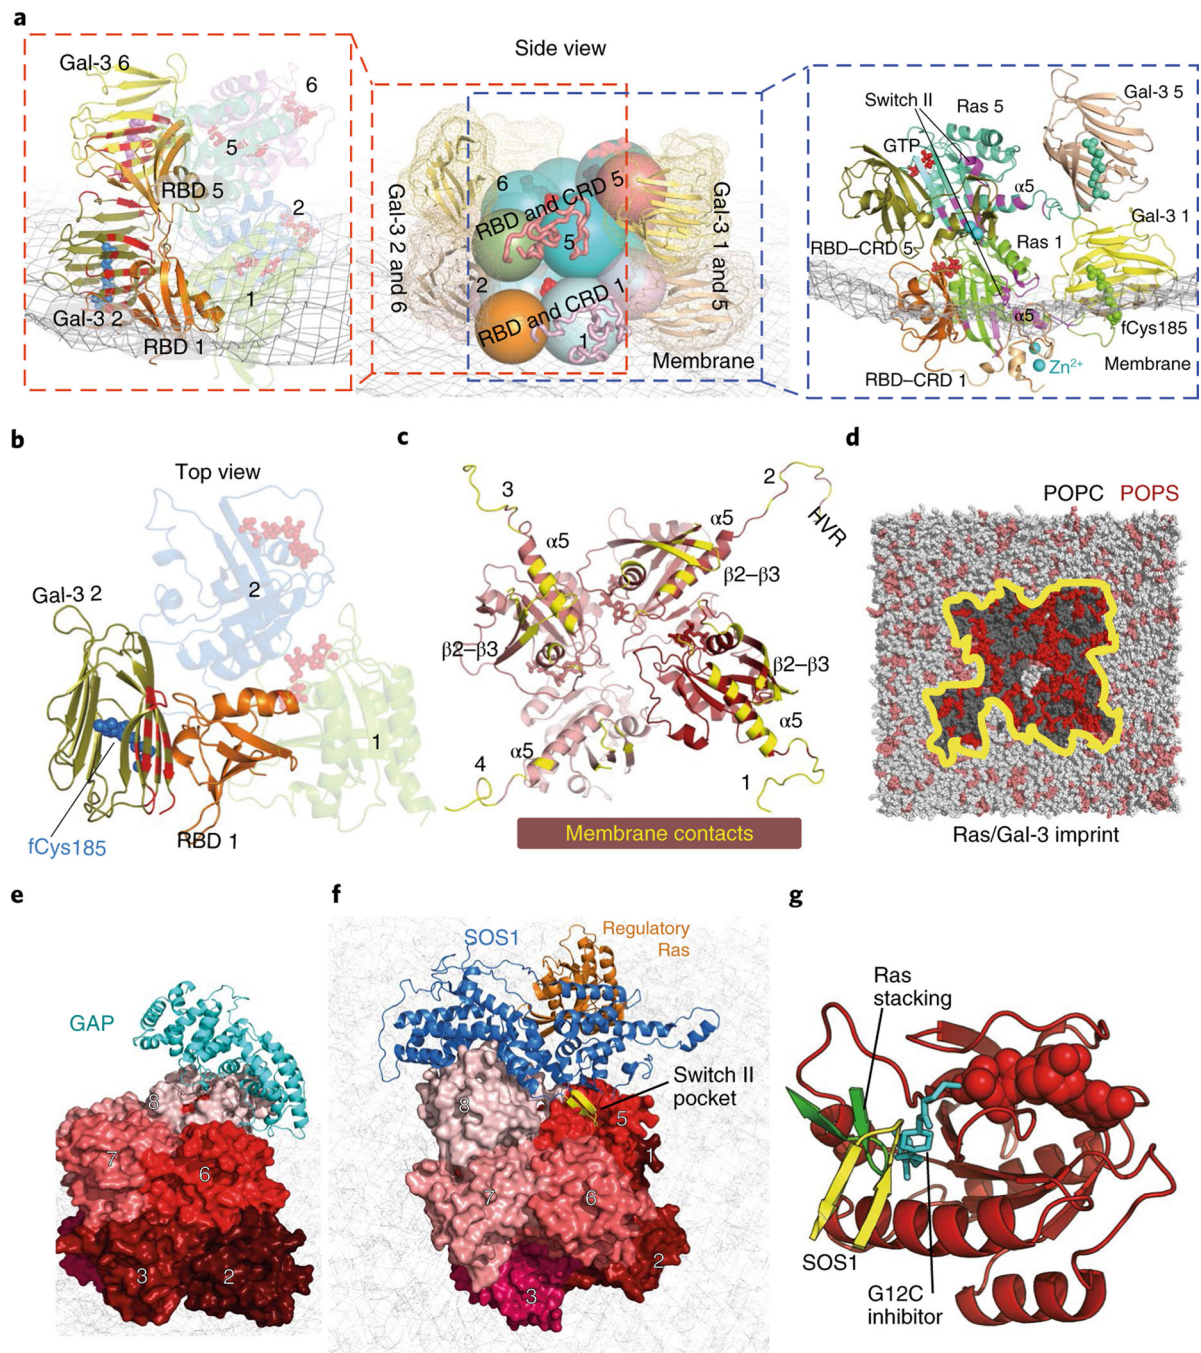 a
Side view
Gal-3 6
6
5
RBD 5
2
1
Gal-3 2
RBD 1
Gal-3 2 and 6
6
RBD and CRD 5
5
2
RBD and CRD 1
1
Gal-3 1 and 5
Membrane
Switch II
Ras 5
Gal-3 5
GTP
α5
Gal-3 1
Ras 1
RBD–CRD 5
α5
fCys185
Zn2+
Membrane
RBD–CRD 1
b
Top view
2
Gal-3 2
1
RBD 1
fCys185
c
3
2
HVR
α5
α5
β2–β3
β2–β3
β2–β3
α5
α5
4
1
Membrane contacts
d
POPC POPS
Ras/Gal-3 imprint
e
GAP
8
7
6
3
2
f
SOS1
Regulatory
Ras
Switch II
pocket
8
5
1
7
6
2
3
g
Ras
stacking
SOS1
G12C
inhibitor